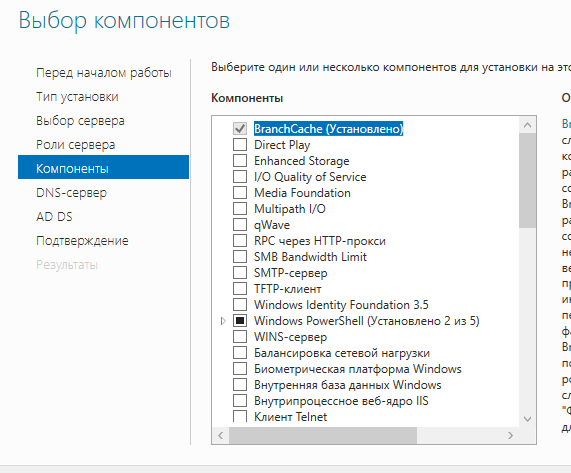 Выбор компонентов
Перед началом работы
Тип установки
Выбор сервера
Роли сервера
Компоненты
DNS-сервер
AD DS
Подтверждение
Результаты
Выберите один или несколько компонентов для установки на это
Компоненты
BranchCache (Установлено)
Direct Play
Enhanced Storage
I/O Quality of Service
Media Foundation
Multipath I/O
qWave
RPC через HTTP-прокси
SMB Bandwidth Limit
SMTP-сервер
TFTP-клиент
Windows Identity Foundation 3.5
Windows PowerShell (Установлено 2 из 5)
WINS-сервер
Балансировка сетевой нагрузки
Биометрическая платформа Windows
Внутренняя база данных Windows
Внутрипроцессное веб-ядро IIS
Клиент Telnet